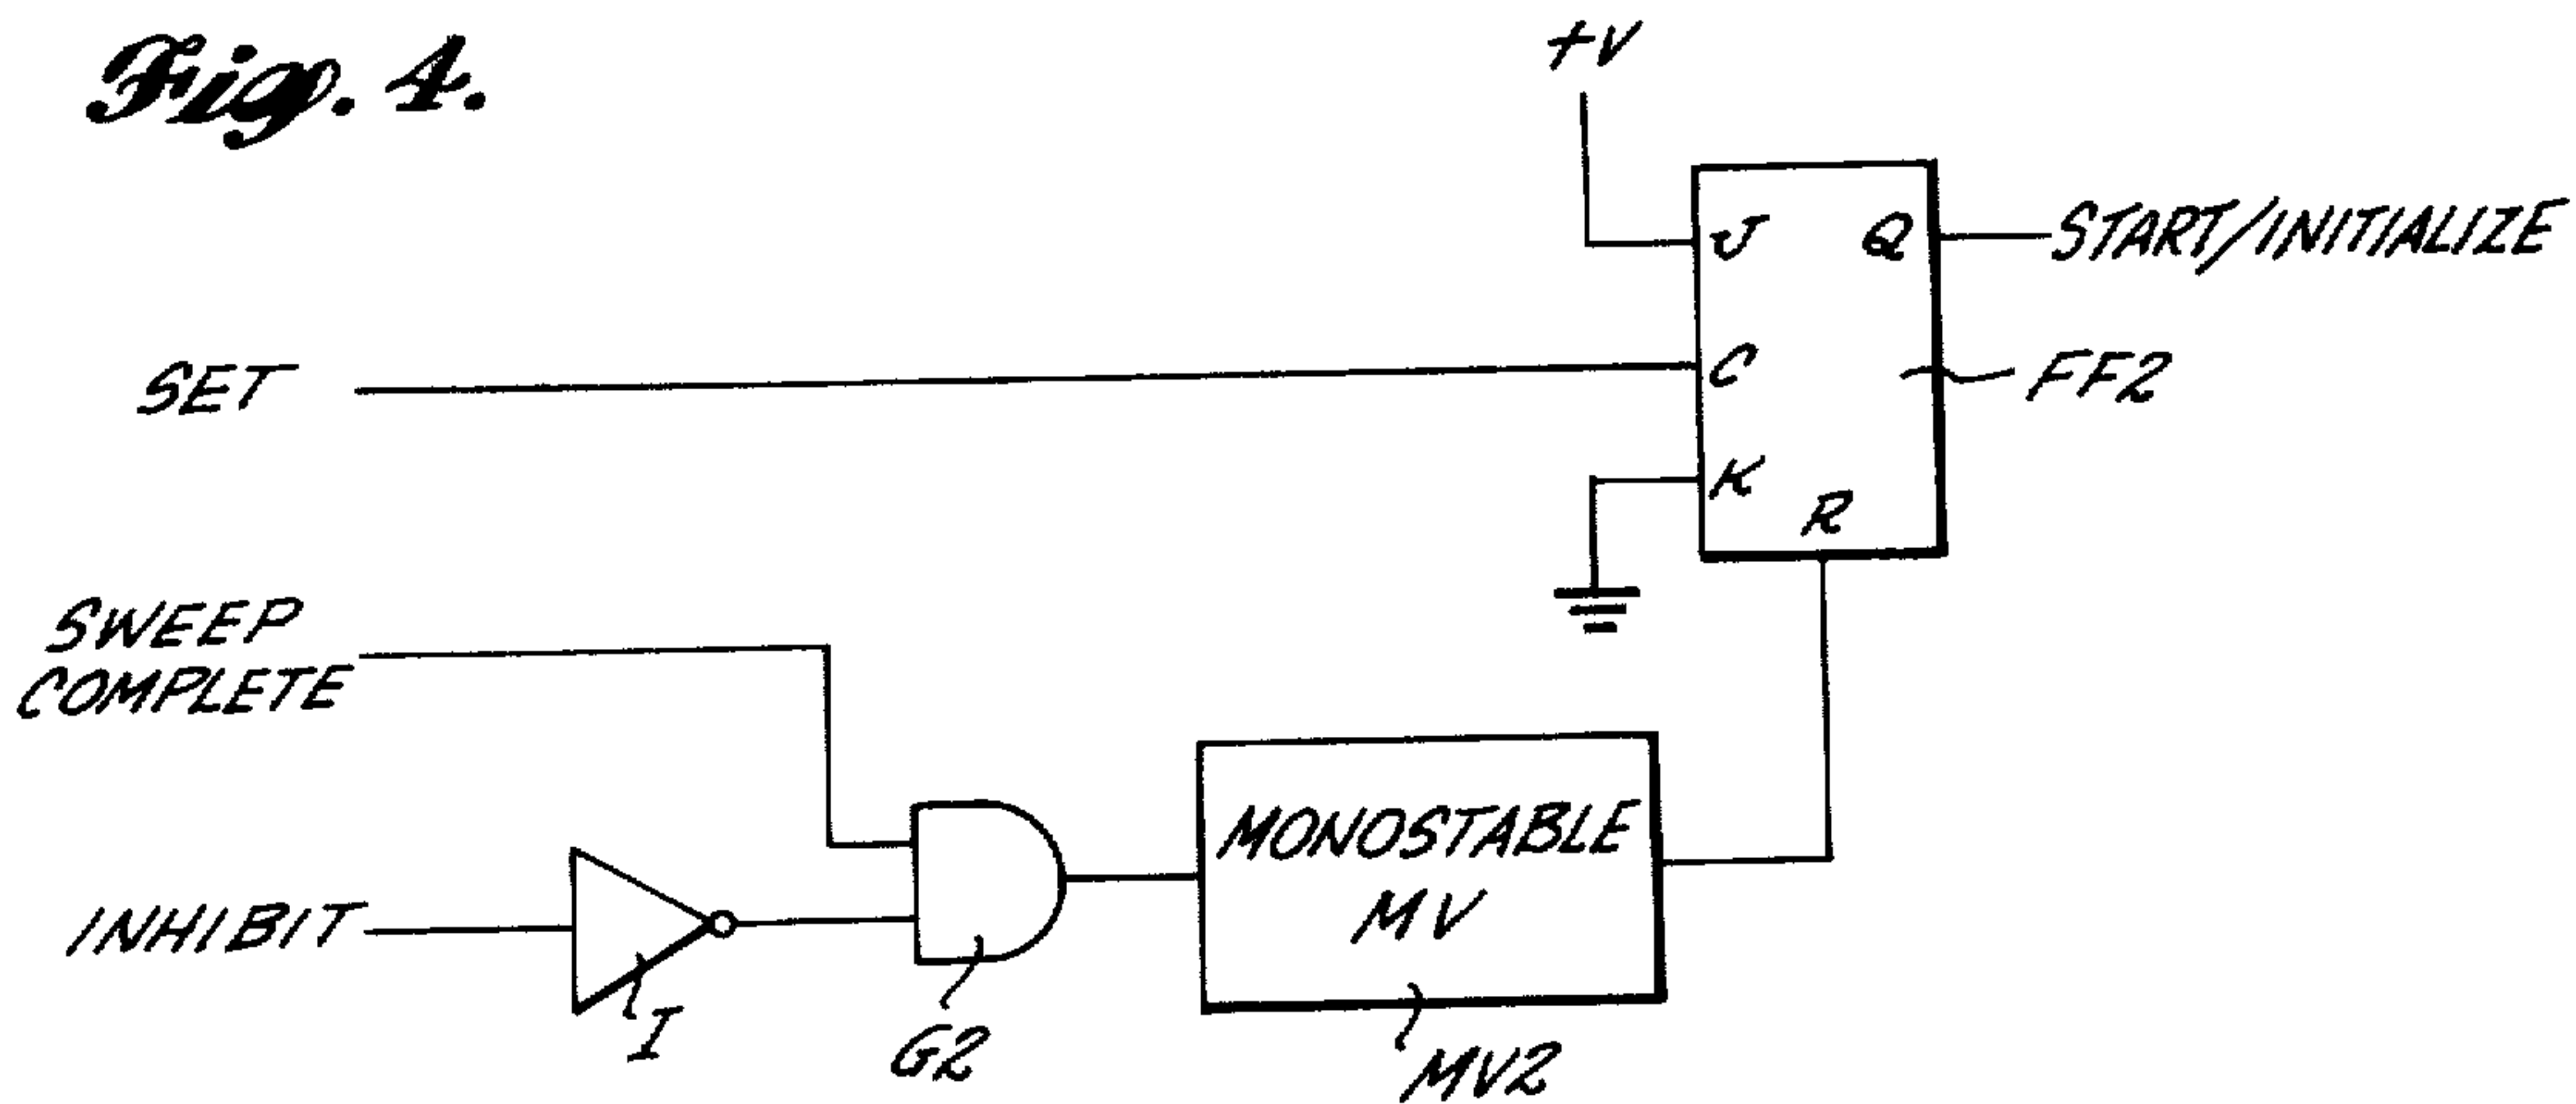 Fig. 4.
+V
J
Q
START/INITIALIZE
SET
C
FF2
K
R
SWEEP
COMPLETE
MONOSTABLE
MV
INHIBIT
I
G2
MV2